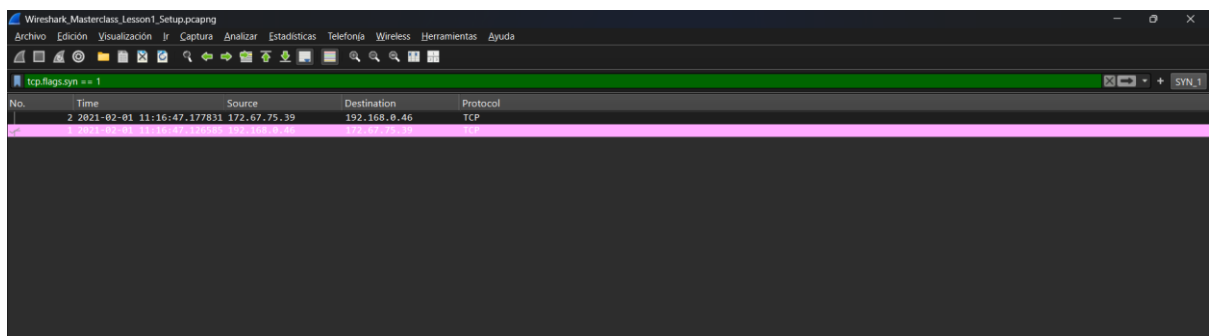 Wireshark_Masterclass_Lesson1_Setup.pcapng
Archivo Edición Visualización Ir Captura Analizar Estadísticas Telefonía Wireless Herramientas Ayuda
tcp.flags.syn == 1 SYN_1
No. Time Source Destination Protocol
2 2021-02-01 11:16:47.177831 172.67.75.39 192.168.0.46 TCP
1 2021-02-01 11:16:47.126585 192.168.0.46 172.67.75.39 TCP